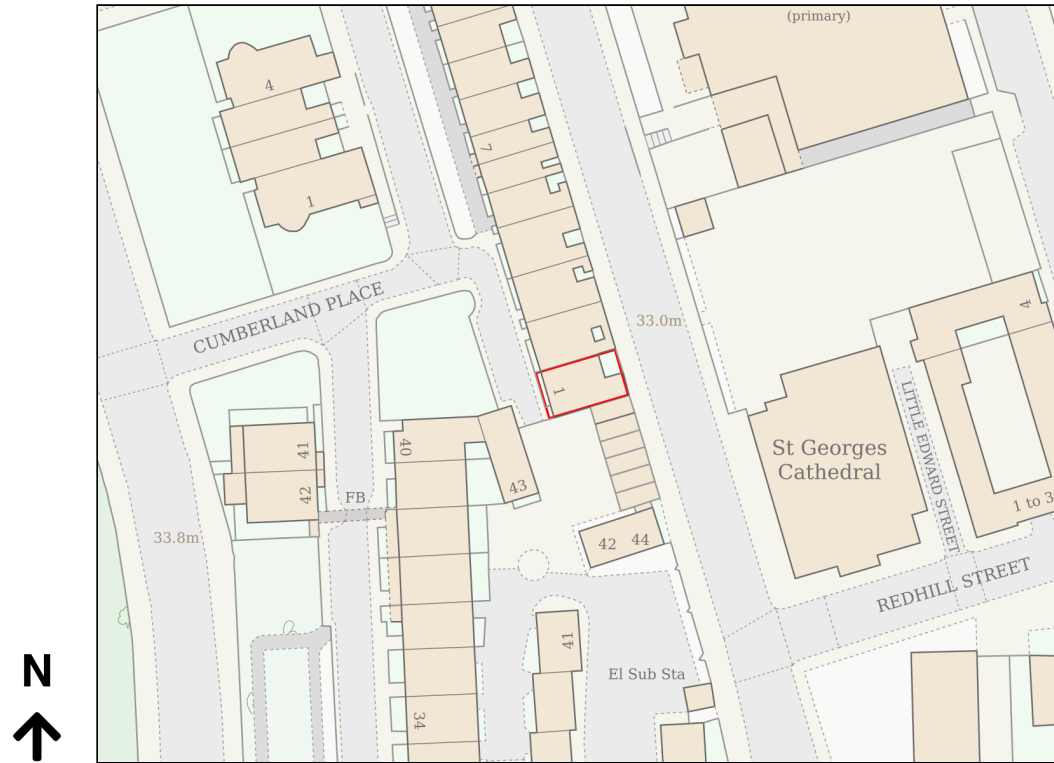 (primary)
4
7
1
CUMBERLAND PLACE
33.0m
4
1
LITTLE EDWARD STREET
St Georges
Cathedral
40
41
42
43
FB
1 to 3
33.8m
42 44
REDHILL STREET
41
El Sub Sta
34
N